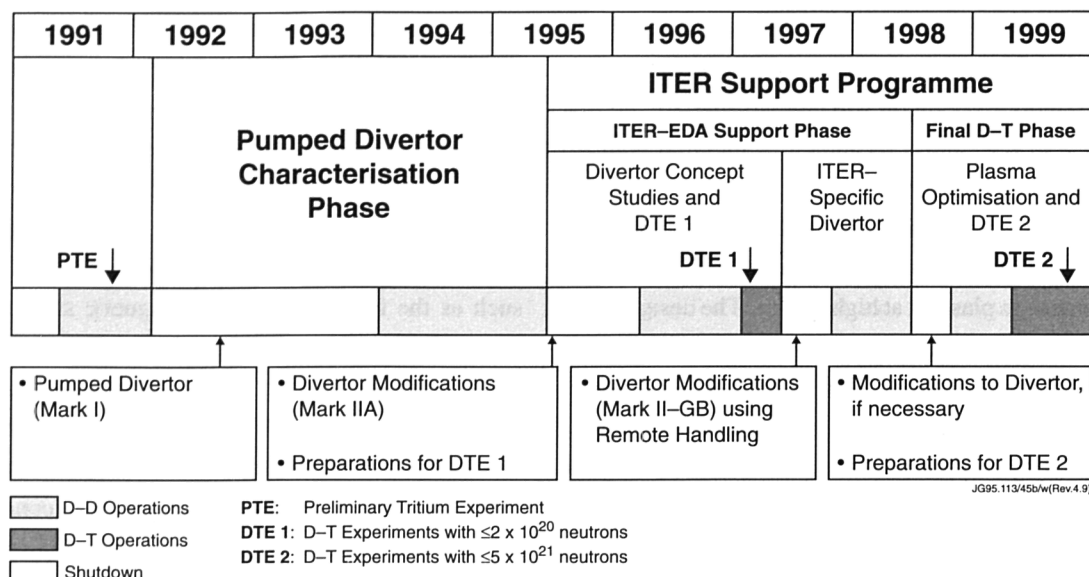 1991 1992 1993 1994 1995 1996 1997 1998 1999
ITER Support Programme
Pumped Divertor
Characterisation
Phase
ITER–EDA Support Phase
Final D–T Phase
Divertor Concept
Studies and
DTE 1
ITER–
Specific
Divertor
Plasma
Optimisation and
DTE 2
PTE
DTE 1
DTE 2
• Pumped Divertor
(Mark I)
• Divertor Modifications
(Mark IIA)
• Preparations for DTE 1
• Divertor Modifications
(Mark II–GB) using
Remote Handling
• Modifications to Divertor,
if necessary
• Preparations for DTE 2
JG95.113/45b/w(Rev.4.9)
D–D Operations
D–T Operations
Shutdown
PTE: Preliminary Tritium Experiment
DTE 1: D–T Experiments with ≤2 x 10²⁰ neutrons
DTE 2: D–T Experiments with ≤5 x 10²¹ neutrons